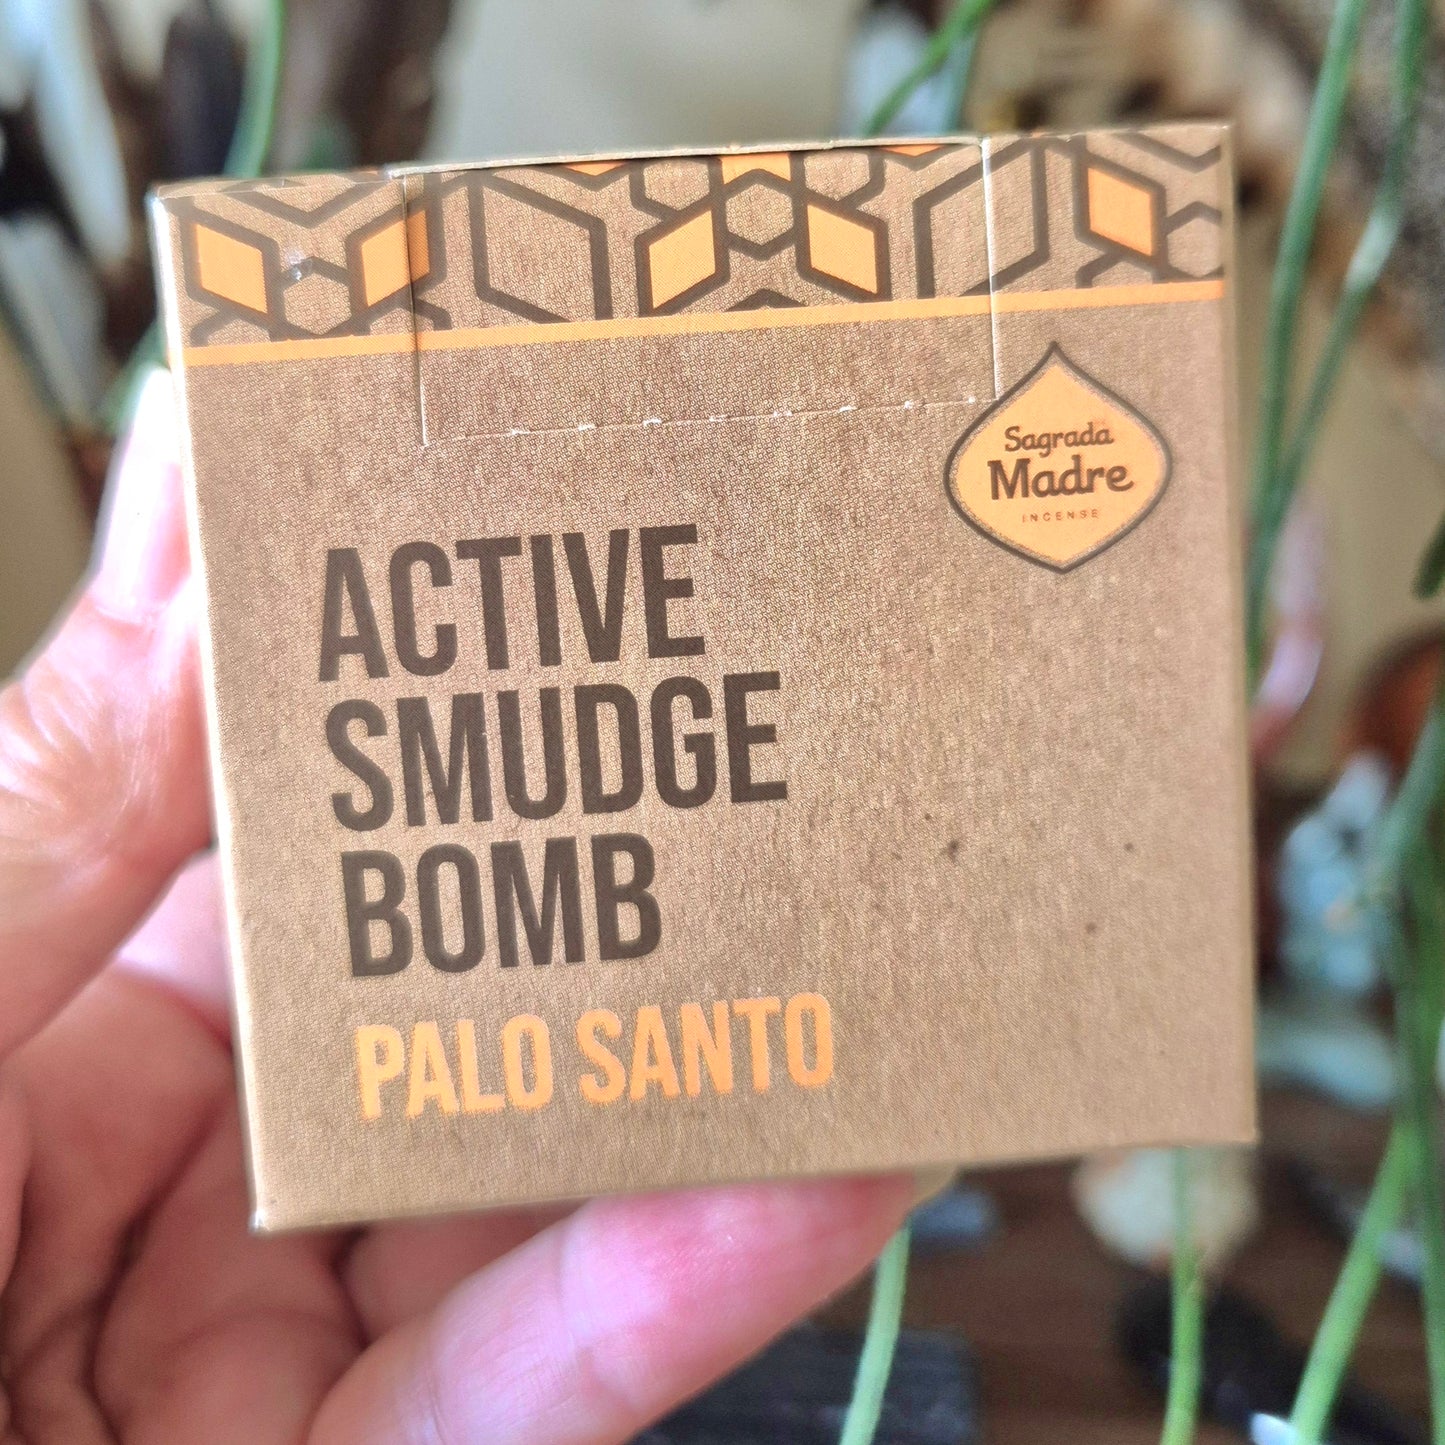 Sagrada
Madre
INCENSE
ACTIVE
SMUDGE
BOMB
PALO SANTO